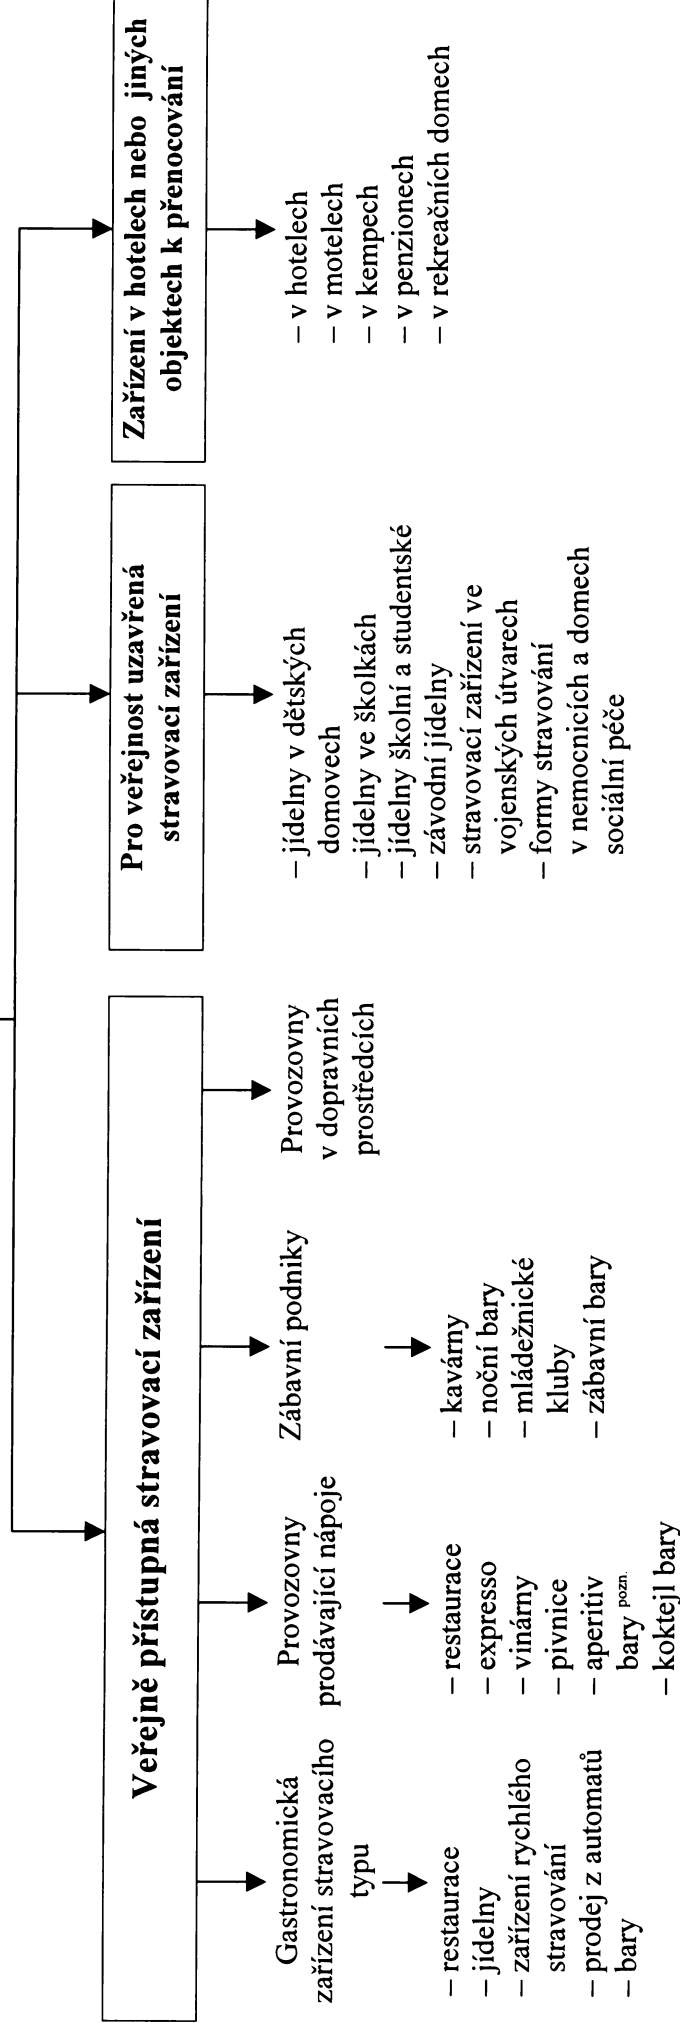 Veřejně přístupná stravovací zařízení
Gastronomická
zařízení stravovacího
typu
– restaurace
– jídelny
– zařízení rychlého
stravování
– prodej z automatů
– bary
Provozovny
prodávající nápoje
– restaurace
– expresso
– vinárny
– pivnice
– aperitiv
bary pozn.
– koktejl bary
Zábavní podniky
– kavárny
– noční bary
– mládežnické
kluby
– zábavní bary
Provozovny
v dopravních
prostředcích
Pro veřejnost uzavřená
stravovací zařízení
– jídelny v dětských
domovech
– jídelny ve školkách
– jídelny školní a studentské
– závodní jídelny
– stravovací zařízení ve
vojenských útvarech
– formy stravování
v nemocnicích a domech
sociální péče
Zařízení v hotelech nebo jiných
objektech k přenocování
– v hotelech
– v motelech
– v kempech
– v penzionech
– v rekreačních domech